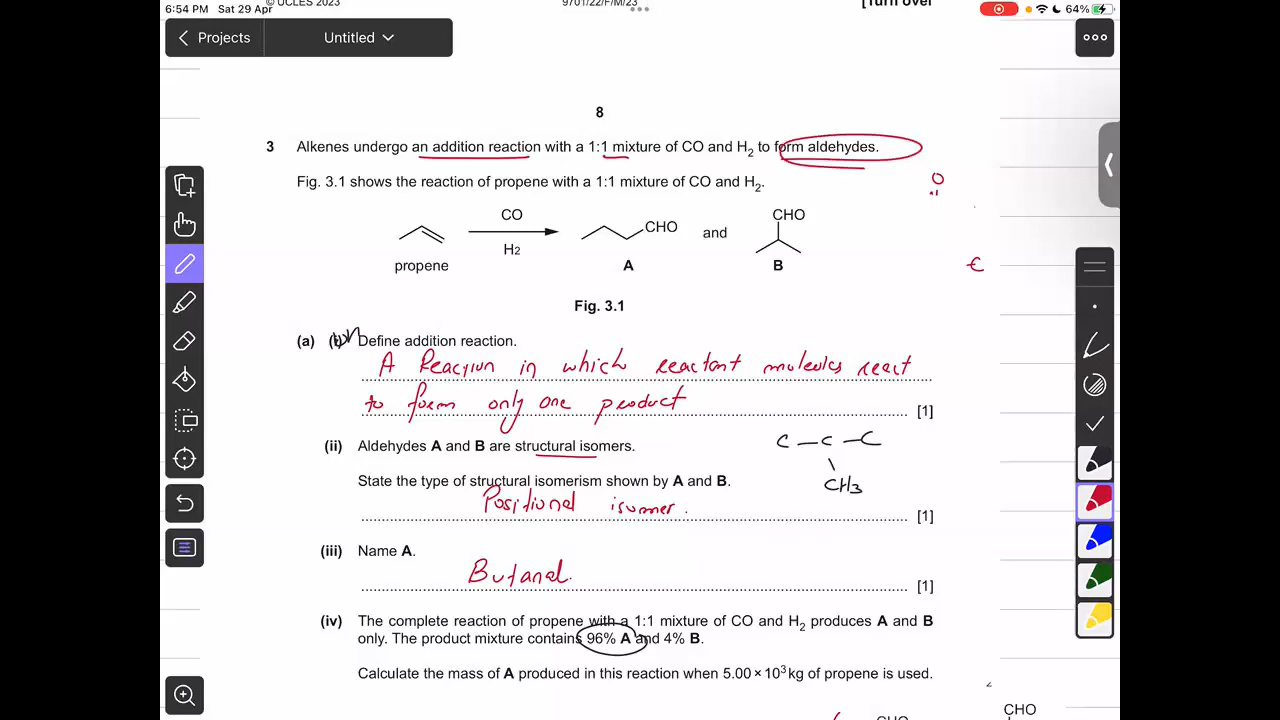 6:54 PM Sat 29 Apr
© UCLES 2023
9701/22/F/M/23
[Turn over
64%
Projects
Untitled
8
3 Alkenes undergo an addition reaction with a 1:1 mixture of CO and H2 to form aldehydes.
Fig. 3.1 shows the reaction of propene with a 1:1 mixture of CO and H2.
O
CO
H2
propene
CHO
A
and
CHO
B
Fig. 3.1
(a) (i) Define addition reaction.
A Reaction in which reactant molecules react
to form only one product
[1]
(ii) Aldehydes A and B are structural isomers.
C — C — C
CH3
State the type of structural isomerism shown by A and B.
Positional isomer.
[1]
(iii) Name A.
Butanal.
[1]
(iv) The complete reaction of propene with a 1:1 mixture of CO and H2 produces A and B
only. The product mixture contains 96% A and 4% B.
Calculate the mass of A produced in this reaction when 5.00 × 10³ kg of propene is used.
CHO
CHO